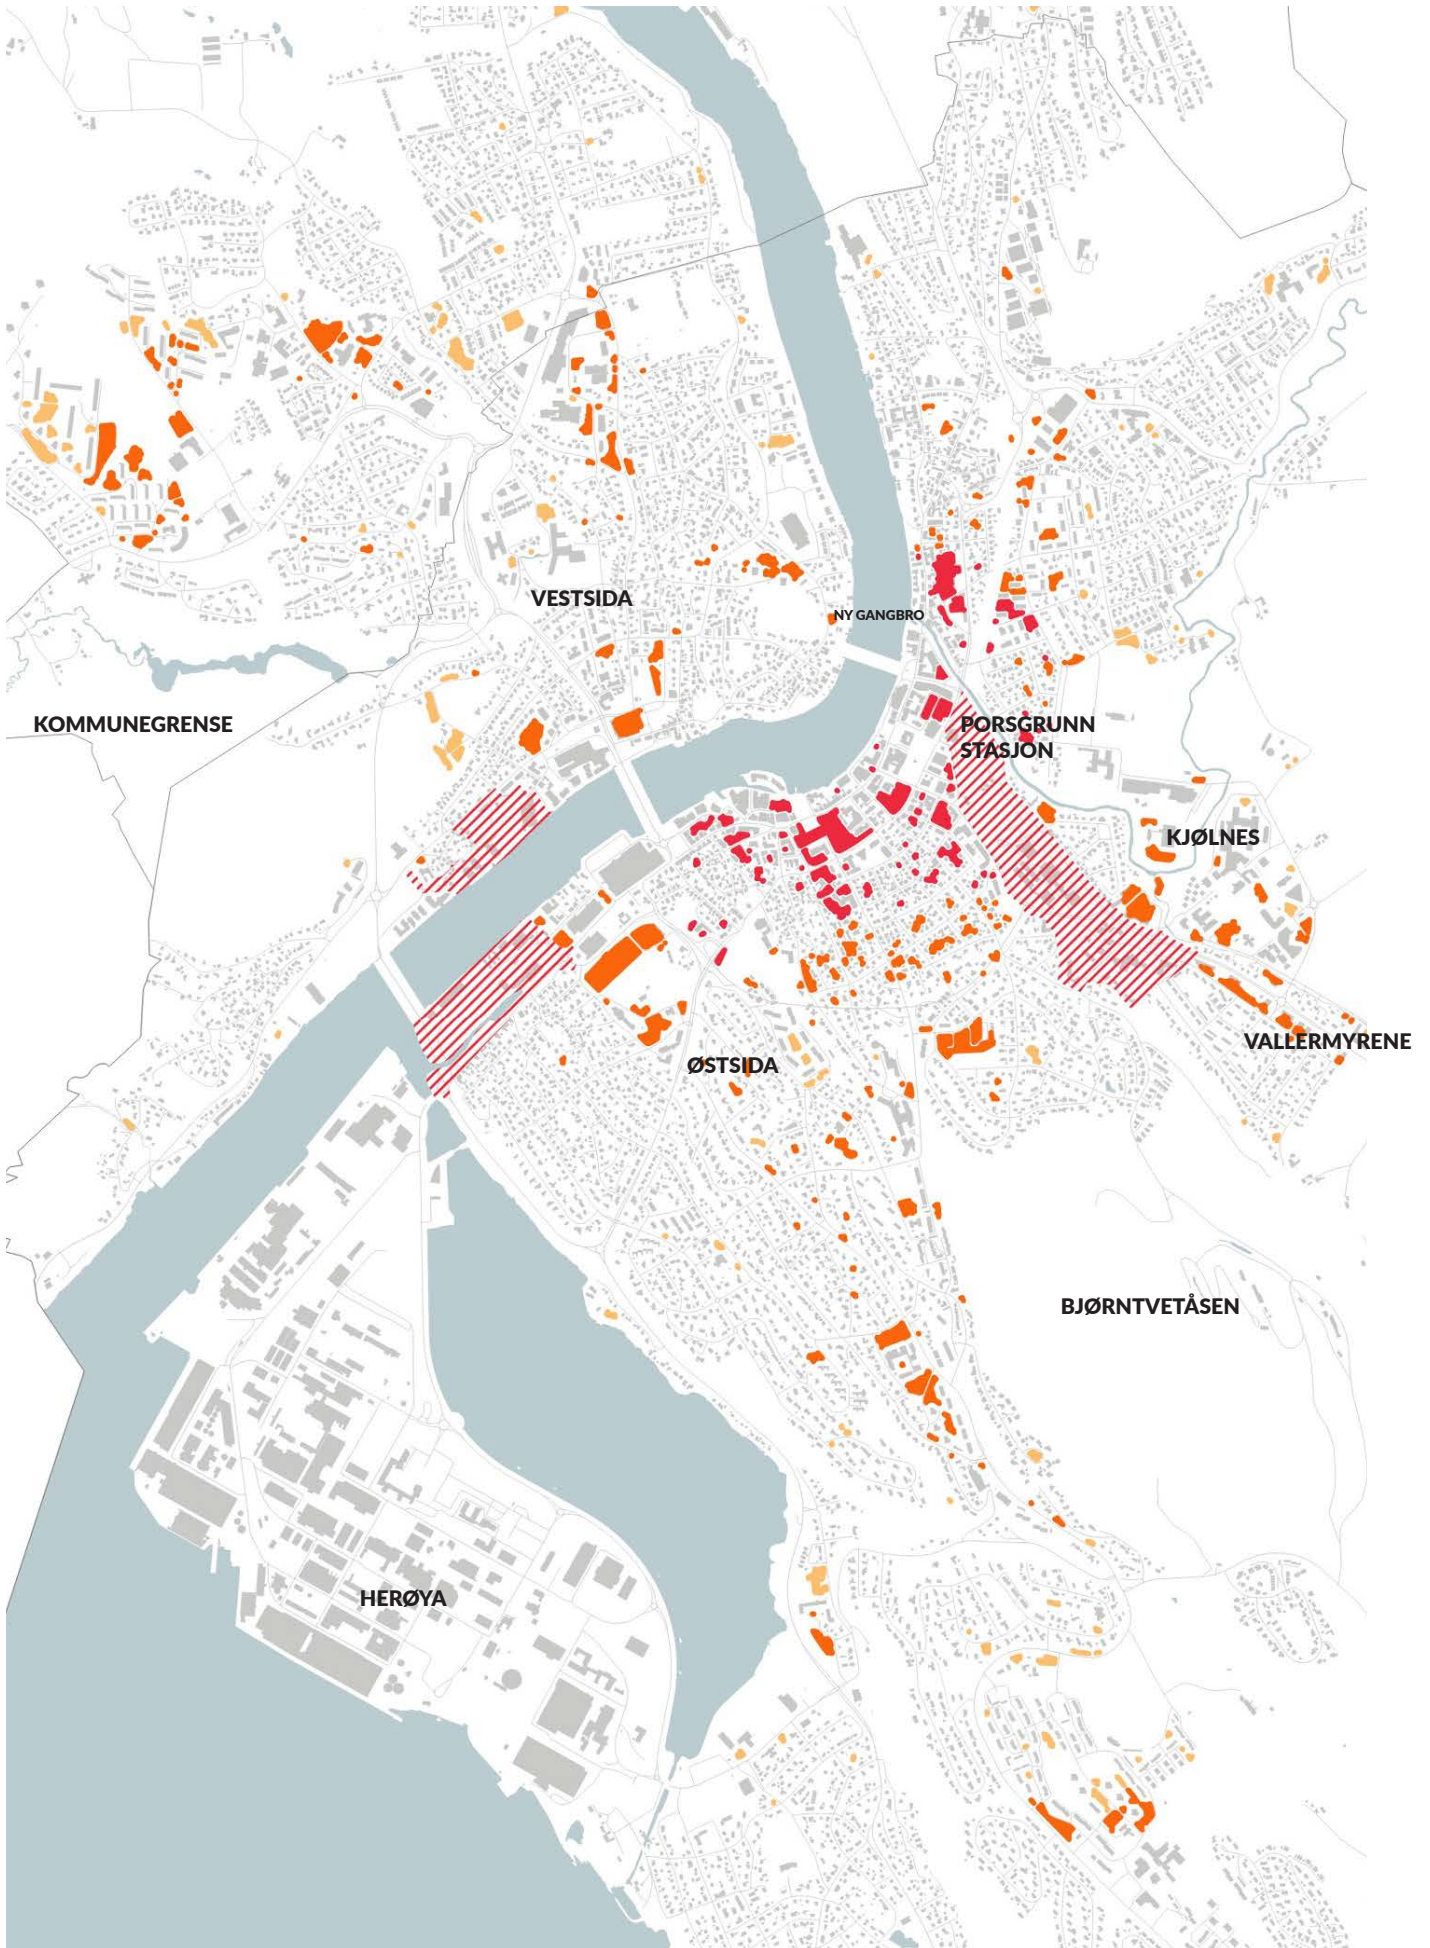 VESTSIDA
NY GANGBRO
KOMMUNEGRENSE
PORSGRUNN
STASJON
KJØLNES
VALLERMYRENE
ØSTSIDA
BJØRNTVETÅSEN
HERØYA